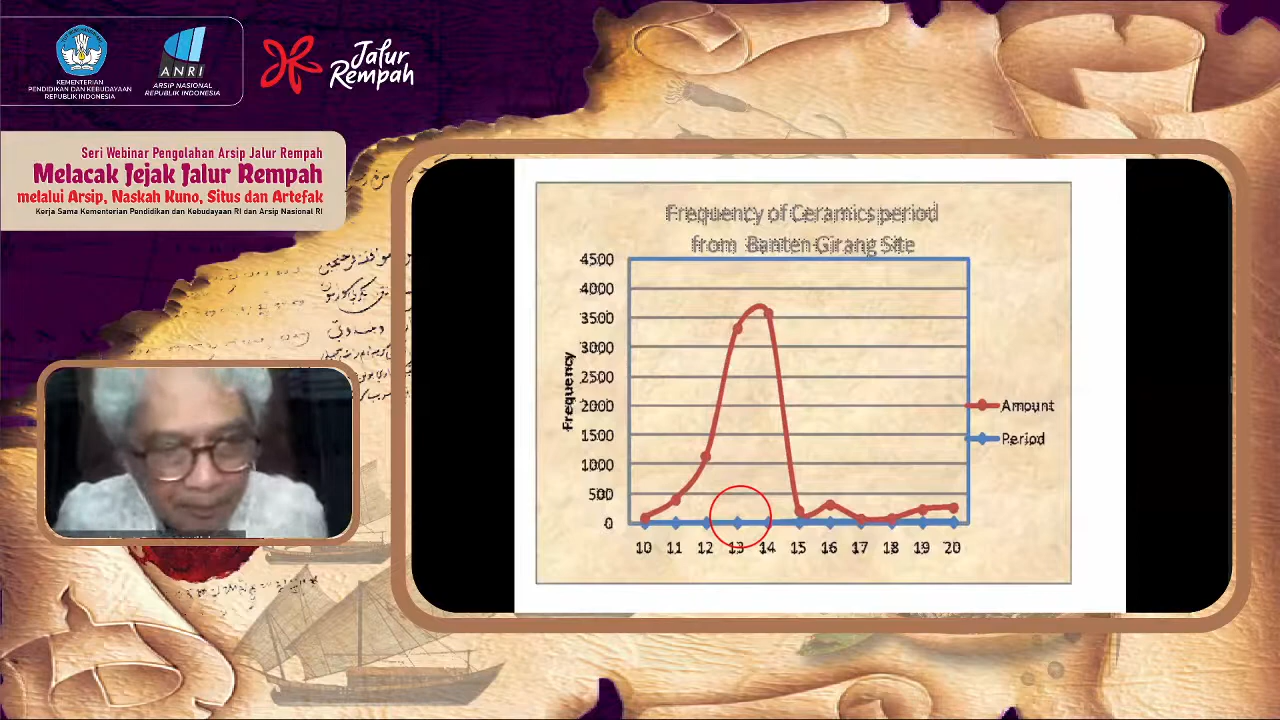 KEMENTERIAN
PENDIDIKAN DAN KEBUDAYAAN
REPUBLIK INDONESIA
ANRI
ARSIP NASIONAL
REPUBLIK INDONESIA
Jalur
Rempah
Seri Webinar Pengolahan Arsip Jalur Rempah
Melacak Jejak Jalur Rempah
melalui Arsip, Naskah Kuno, Situs dan Artefak
Kerja Sama Kementerian Pendidikan dan Kebudayaan RI dan Arsip Nasional RI
Frequency of Ceramics period
from Banten Girang Site
4500
4000
3500
3000
2500
2000
1500
1000
500
0
Frequency
10 11 12 13 14 15 16 17 18 19 20
Amount
Period